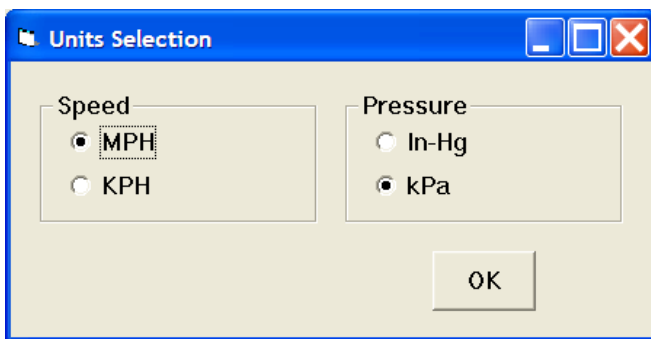 Units Selection
Speed
MPH
KPH
Pressure
In-Hg
kPa
OK